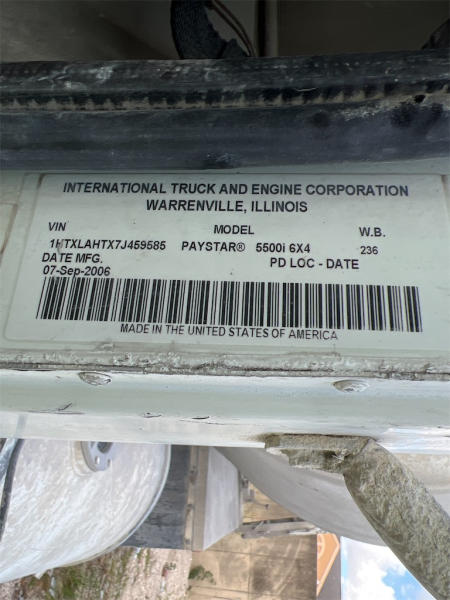 INTERNATIONAL TRUCK AND ENGINE CORPORATION
WARRENVILLE, ILLINOIS
VIN MODEL W.B.
1HTXLAHTX7J459585 PAYSTAR® 5500i 6X4 236
DATE MFG. PD LOC - DATE
07-Sep-2006
MADE IN THE UNITED STATES OF AMERICA